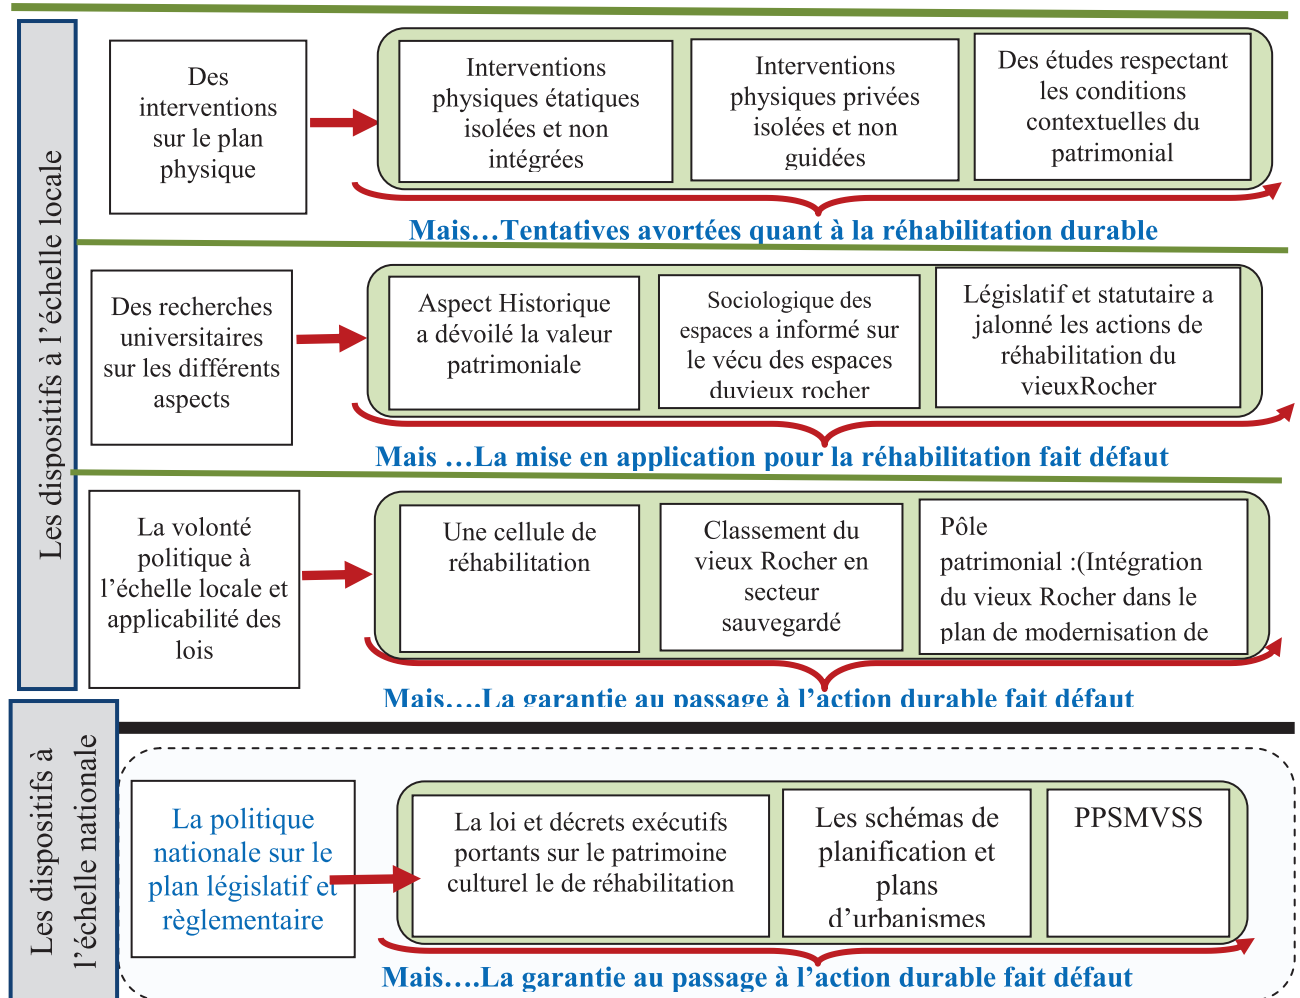 Les dispositifs à l'échelle locale
Des
interventions
sur le plan
physique
Interventions
physiques étatiques
isolées et non
intégrées
Interventions
physiques privées
isolées et non
guidées
Des études respectant
les conditions
contextuelles du
patrimonial
Mais…Tentatives avortées quant à la réhabilitation durable
Des recherches
universitaires
sur les différents
aspects
Aspect Historique
a dévoilé la valeur
patrimoniale
Sociologique des
espaces a informé sur
le vécu des espaces
duvieux rocher
Législatif et statutaire a
jalonné les actions de
réhabilitation du
vieuxRocher
Mais …La mise en application pour la réhabilitation fait défaut
La volonté
politique à
l'échelle locale et
applicabilité des
lois
Une cellule de
réhabilitation
Classement du
vieux Rocher en
secteur
sauvegardé
Pôle
patrimonial :(Intégration
du vieux Rocher dans le
plan de modernisation de
Mais….La garantie au passage à l'action durable fait défaut
Les dispositifs à
l'échelle nationale
La politique
nationale sur le
plan législatif et
règlementaire
La loi et décrets exécutifs
portants sur le patrimoine
culturel le de réhabilitation
Les schémas de
planification et
plans
d'urbanismes
PPSMVSS
Mais….La garantie au passage à l'action durable fait défaut